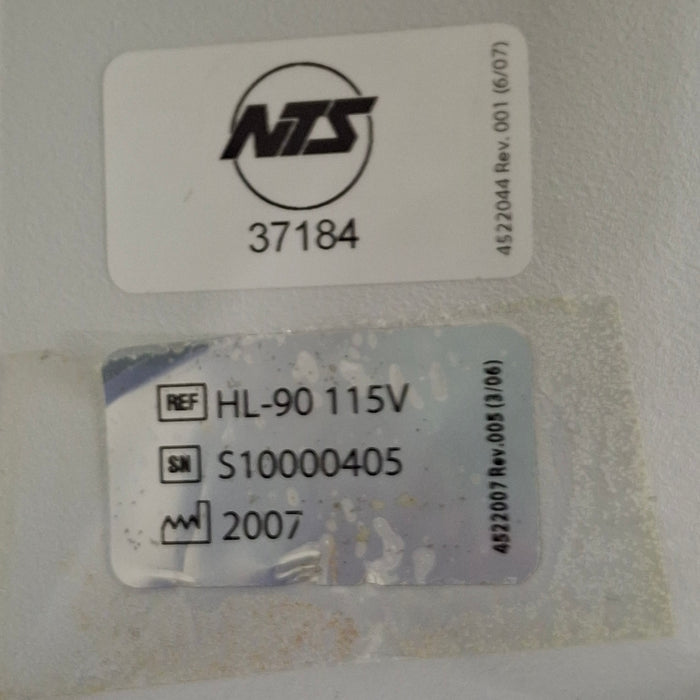 NTS
37184
4522044 Rev. 001 (6/07)
REF HL-90 115V
SN S10000405
2007
4522007 Rev.005 (3/06)